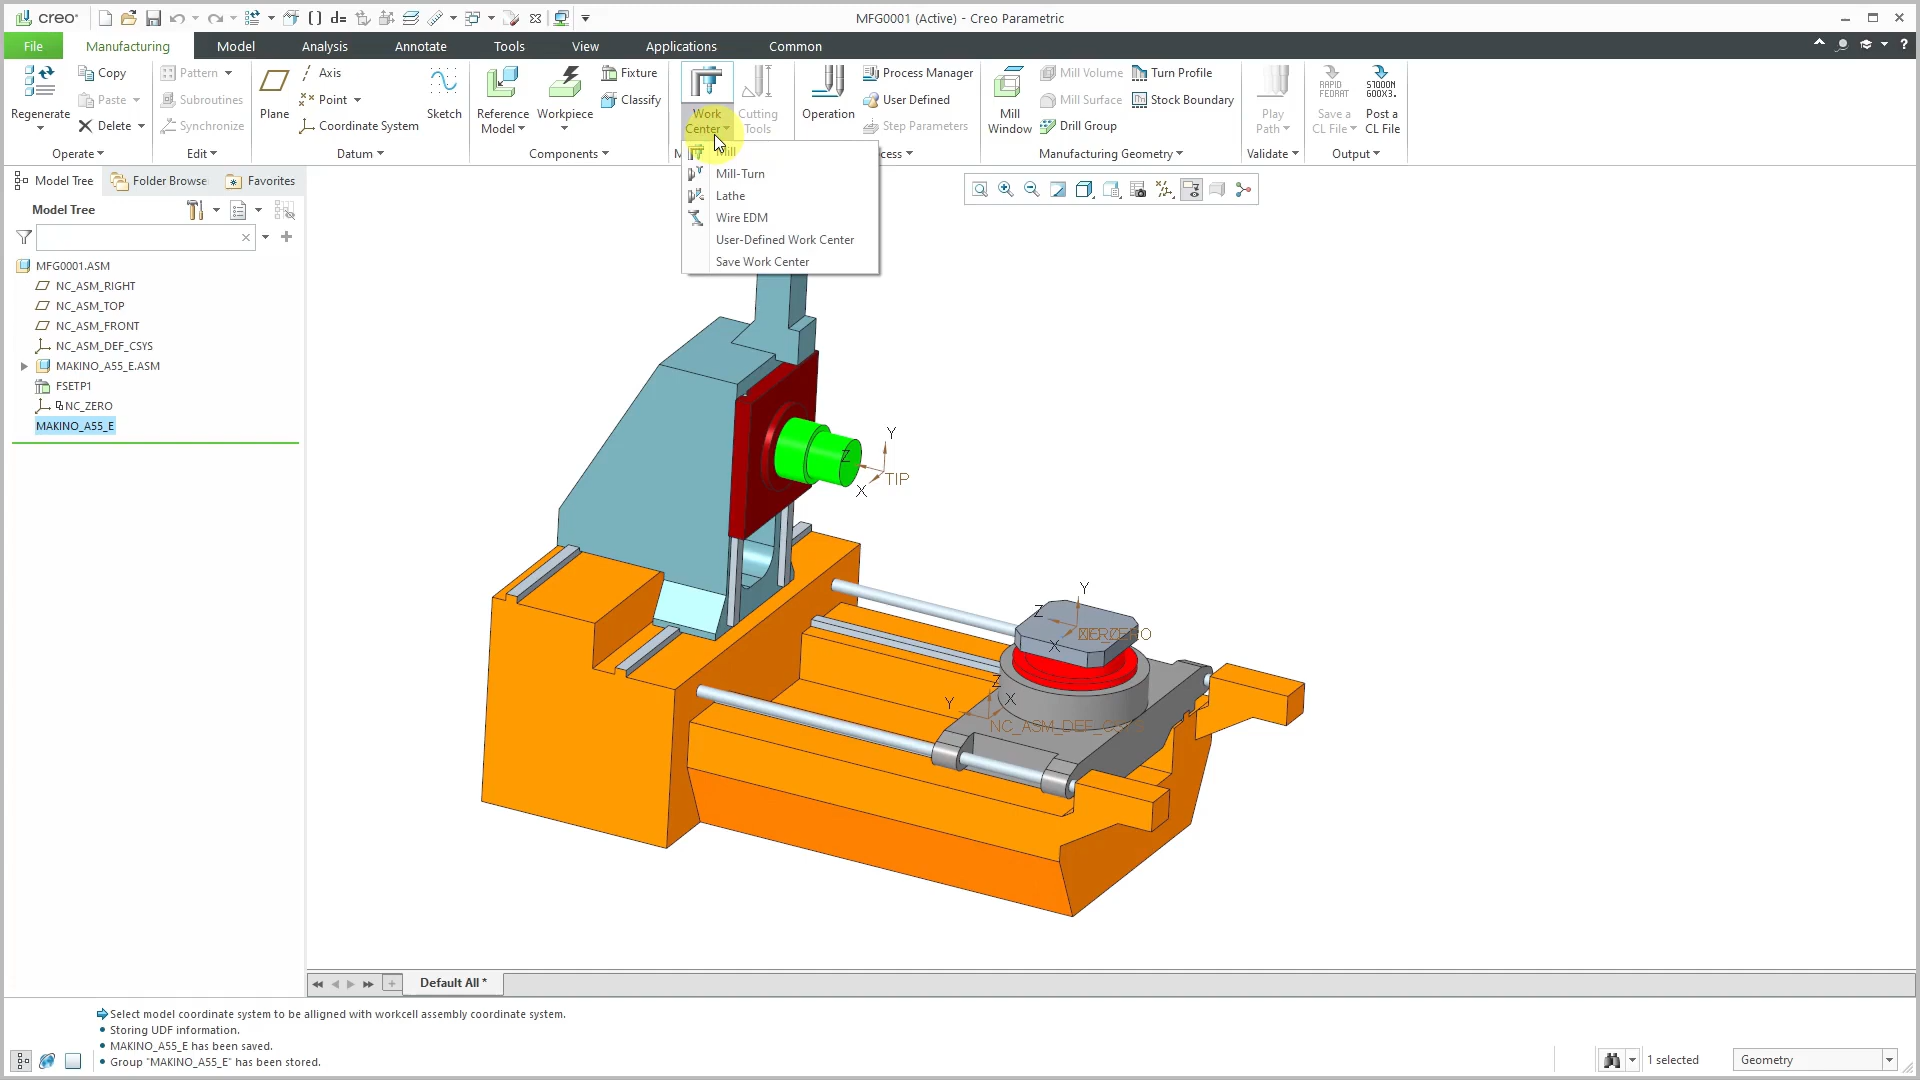 creo
MFG0001 (Active) - Creo Parametric
File
Manufacturing
Model
Analysis
Annotate
Tools
View
Applications
Common
Regenerate
Copy
Paste
Delete
Operate
Pattern
Subroutines
Synchronize
Edit
Plane
Axis
Point
Coordinate System
Sketch
Datum
Reference
Model
Workpiece
Fixture
Classify
Components
Work
Center
Cutting
Tools
Operation
Process Manager
User Defined
Step Parameters
Mill
Window
Mill Volume
Mill Surface
Drill Group
Turn Profile
Stock Boundary
Manufacturing Geometry
Play
Path
Validate
RAPID
FEDRAT
Save a
CL File
G00X3.
Post a
CL File
Output
Mill
Mill-Turn
Lathe
Wire EDM
User-Defined Work Center
Save Work Center
Model Tree
Folder Browse
Favorites
Model Tree
MFG0001.ASM
NC_ASM_RIGHT
NC_ASM_TOP
NC_ASM_FRONT
NC_ASM_DEF_CSYS
MAKINO_A55_E.ASM
FSETP1
NC_ZERO
MAKINO_A55_E
Y
Z
X
TIP
Y
Z
X
Z
Y
X
Default All *
Select model coordinate system to be alligned with workcell assembly coordinate system.
Storing UDF information.
MAKINO_A55_E has been saved.
Group "MAKINO_A55_E" has been stored.
1 selected
Geometry